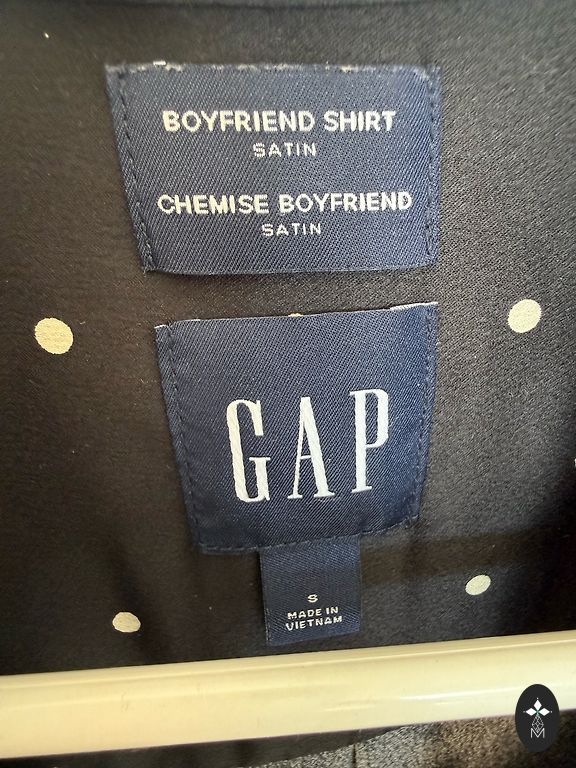 BOYFRIEND SHIRT
SATIN
CHEMISE BOYFRIEND
SATIN
GAP
S
MADE IN
VIETNAM